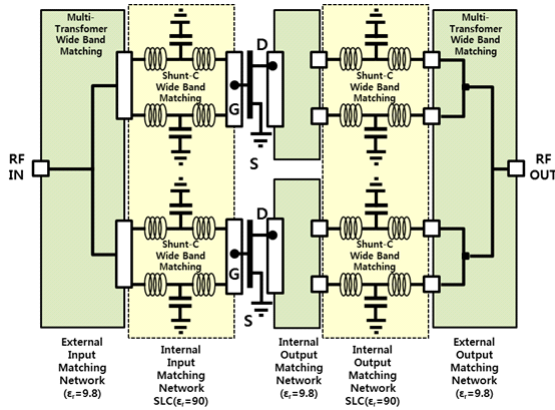 Multi-
Transfomer
Wide Band
Matching
Multi-
Transfomer
Wide Band
Matching
Shunt-C
Wide Band
Matching
D
G
S
Shunt-C
Wide Band
Matching
RF
IN
RF
OUT
Shunt-C
Wide Band
Matching
D
G
S
Shunt-C
Wide Band
Matching
External
Input
Matching
Network
(εr=9.8)
Internal
Input
Matching
Network
SLC(εr=90)
Internal
Output
Matching
Network
(εr=9.8)
Internal
Output
Matching
Network
SLC(εr=90)
External
Output
Matching
Network
(εr=9.8)